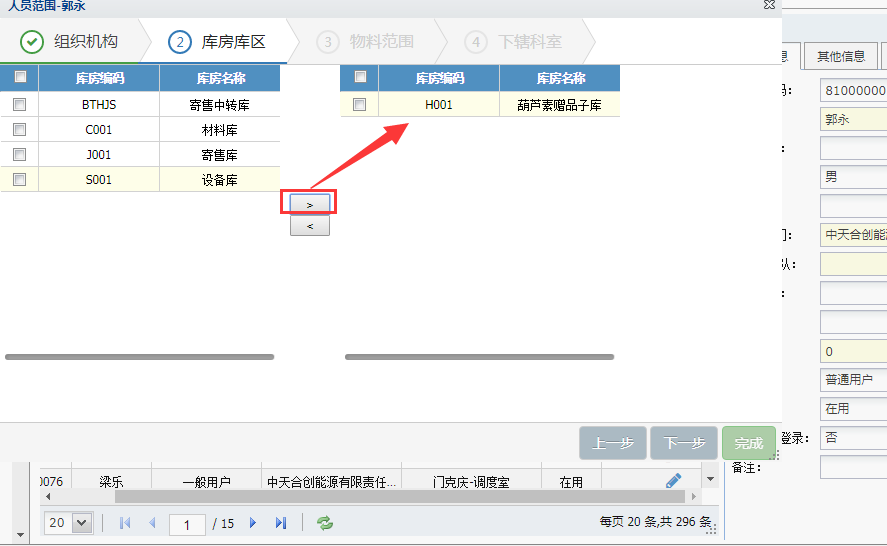 人员范围-郭永
组织机构 2 库房库区 3 物料范围 4 下辖科室
库房编码 库房名称
BTHJS 寄售中转库
C001 材料库
J001 寄售库
S001 设备库
>
<
库房编码 库房名称
H001 葫芦素赠品子库
上一步 下一步 完成
息 其他信息
81000000
郭永
男
中天合创能
队:
0
普通用户
在用
登录: 否
备注:
0076 梁乐 一般用户 中天合创能源有限责任... 门克庆-调度室 在用
20 1 / 15 每页 20 条,共 296 条